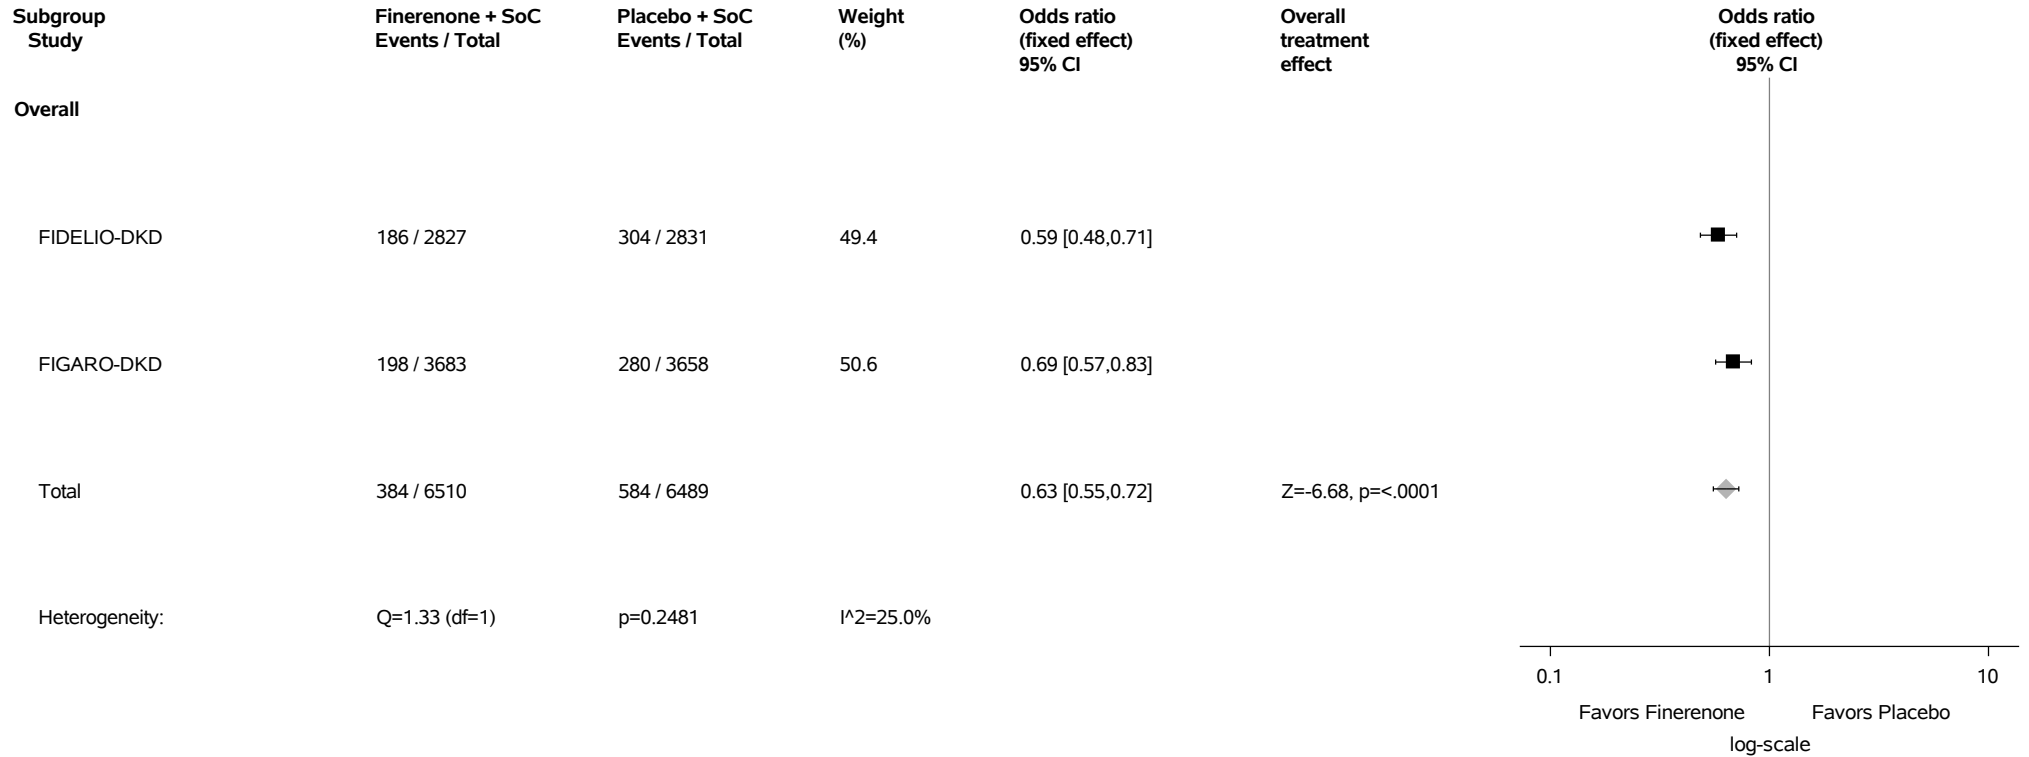 Subgroup Finerenone + SoC Placebo + SoC Weight Odds ratio Overall Odds ratio
Study Events / Total Events / Total (%) (fixed effect) treatment (fixed effect)
95% CI effect 95% CI
Overall
FIDELIO-DKD 186 / 2827 304 / 2831 49.4 0.59 [0.48,0.71]
FIGARO-DKD 198 / 3683 280 / 3658 50.6 0.69 [0.57,0.83]
Total 384 / 6510 584 / 6489 0.63 [0.55,0.72] Z=-6.68, p=<.0001
Heterogeneity: Q=1.33 (df=1) p=0.2481 I^2=25.0%
0.1 1 10
Favors Finerenone Favors Placebo
log-scale